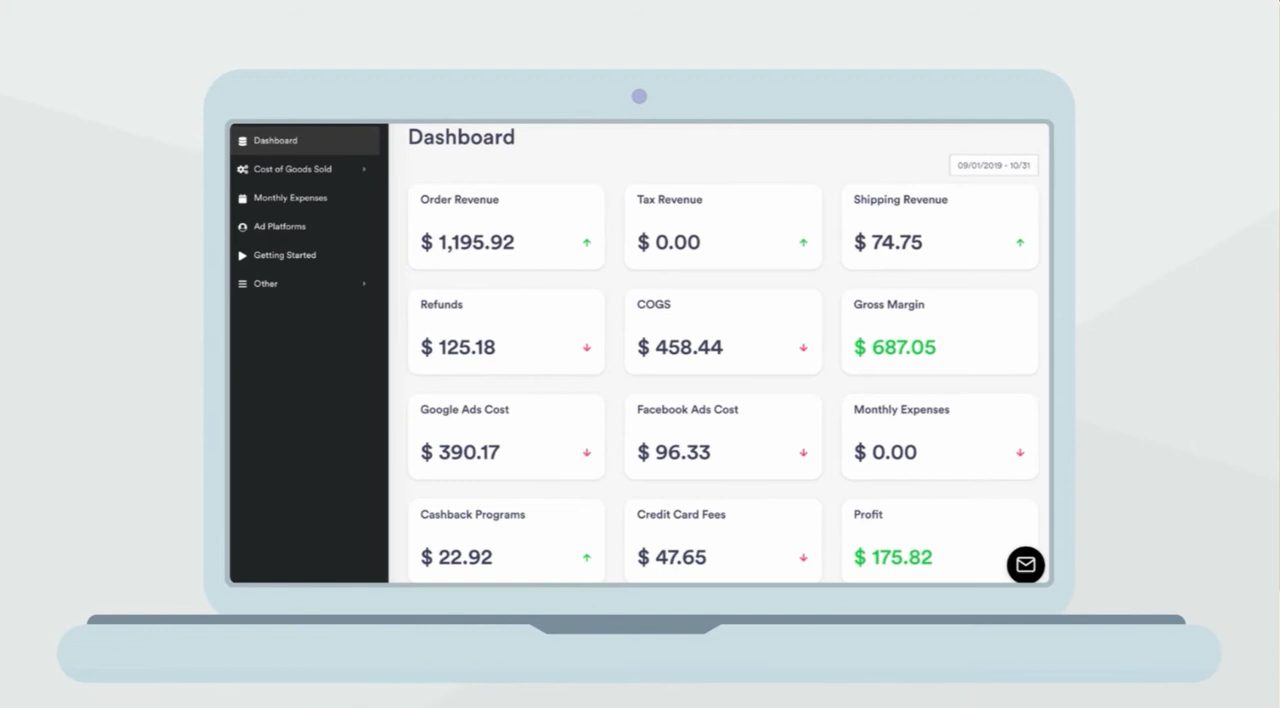 Dashboard
Cost of Goods Sold
Monthly Expenses
Ad Platforms
Getting Started
Other
Dashboard
09/01/2019 - 10/31
Order Revenue
$ 1,195.92
Tax Revenue
$ 0.00
Shipping Revenue
$ 74.75
Refunds
$ 125.18
COGS
$ 458.44
Gross Margin
$ 687.05
Google Ads Cost
$ 390.17
Facebook Ads Cost
$ 96.33
Monthly Expenses
$ 0.00
Cashback Programs
$ 22.92
Credit Card Fees
$ 47.65
Profit
$ 175.82